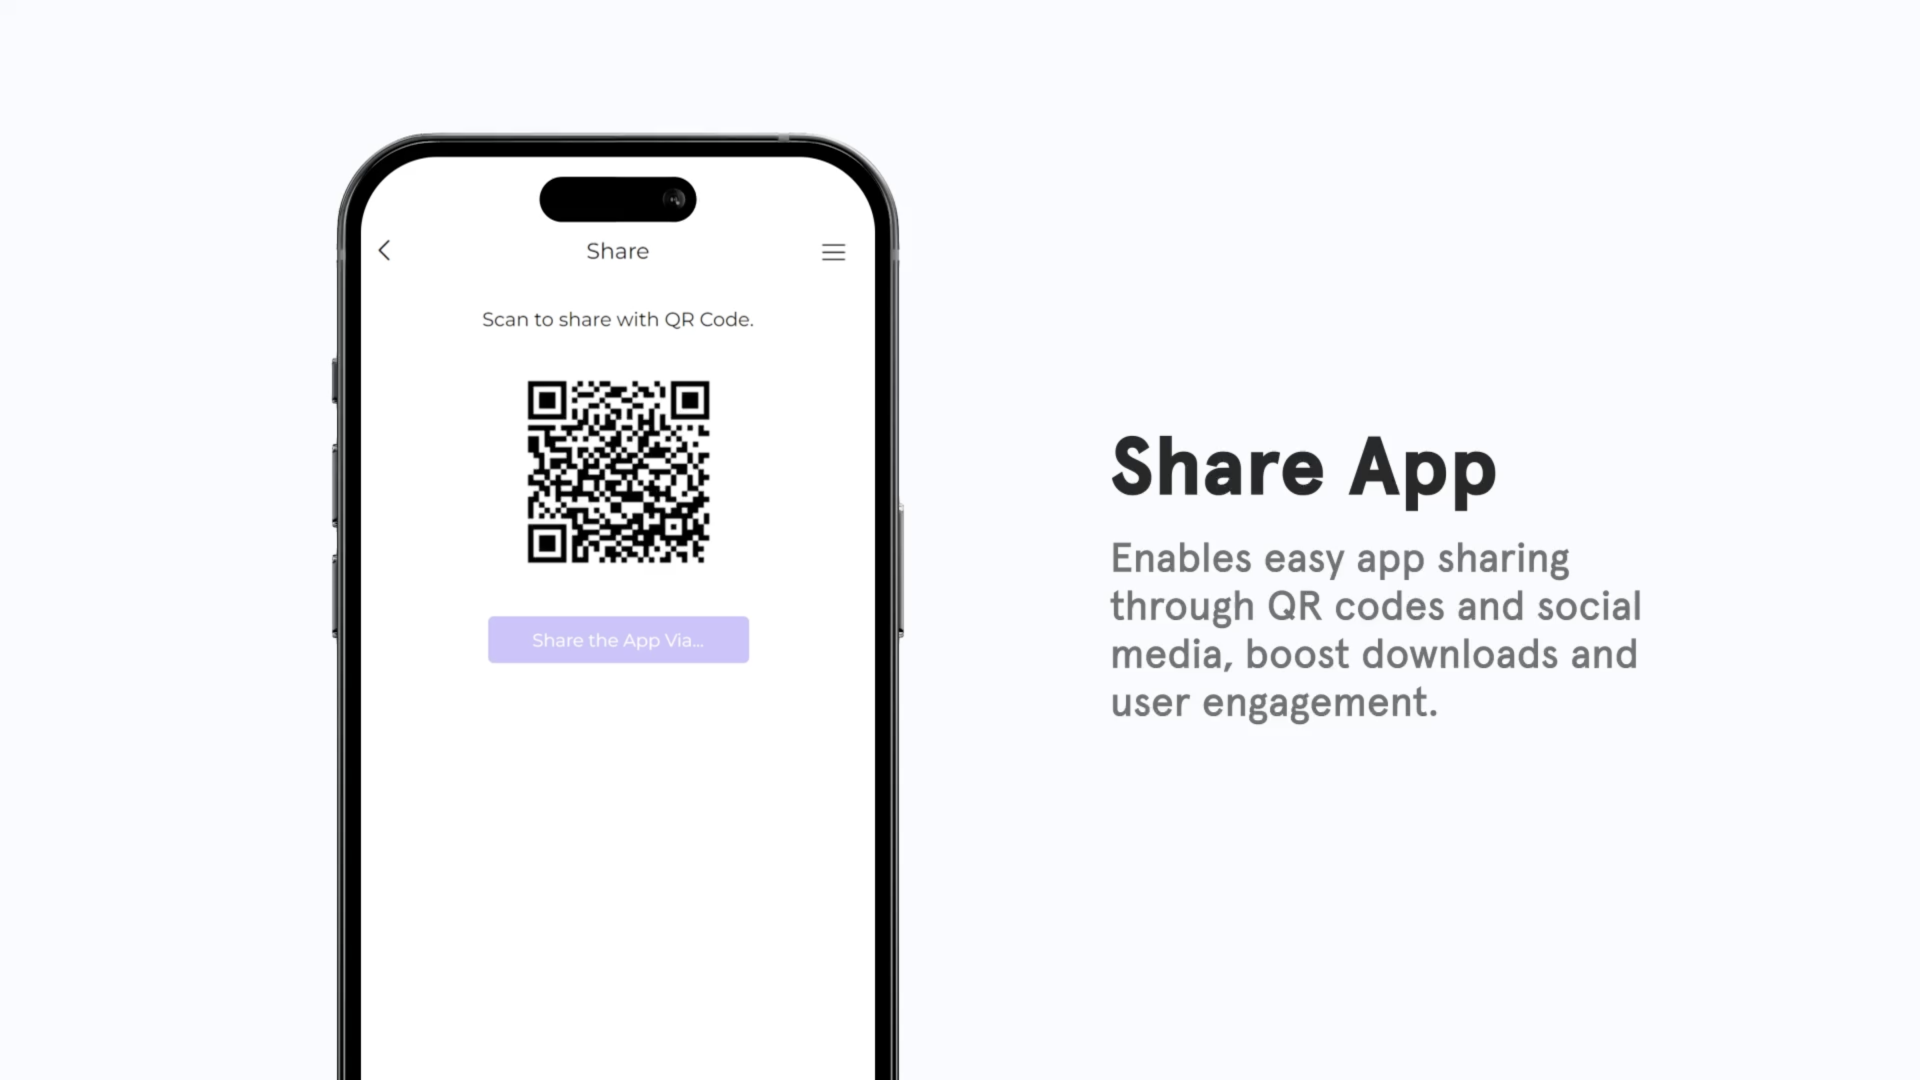 Share
Scan to share with QR Code.
Share the App Via...
Share App
Enables easy app sharing
through QR codes and social
media, boost downloads and
user engagement.